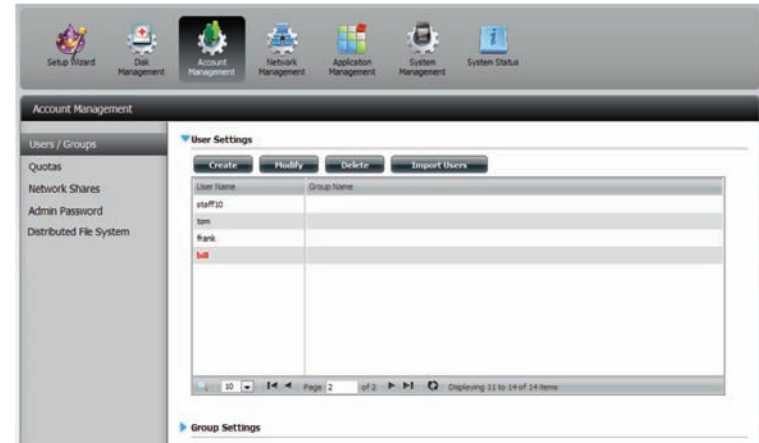 Setup Wizard
Disk Management
Account Management
Network Management
Application Management
System Management
System Status
Account Management
Users / Groups
Quotas
Network Shares
Admin Password
Distributed File System
User Settings
Create Modify Delete Import Users
User Name Group Name
staff10
tom
frank
bill
10 Page 2 of 2 Displaying 11 to 14 of 14 items
Group Settings